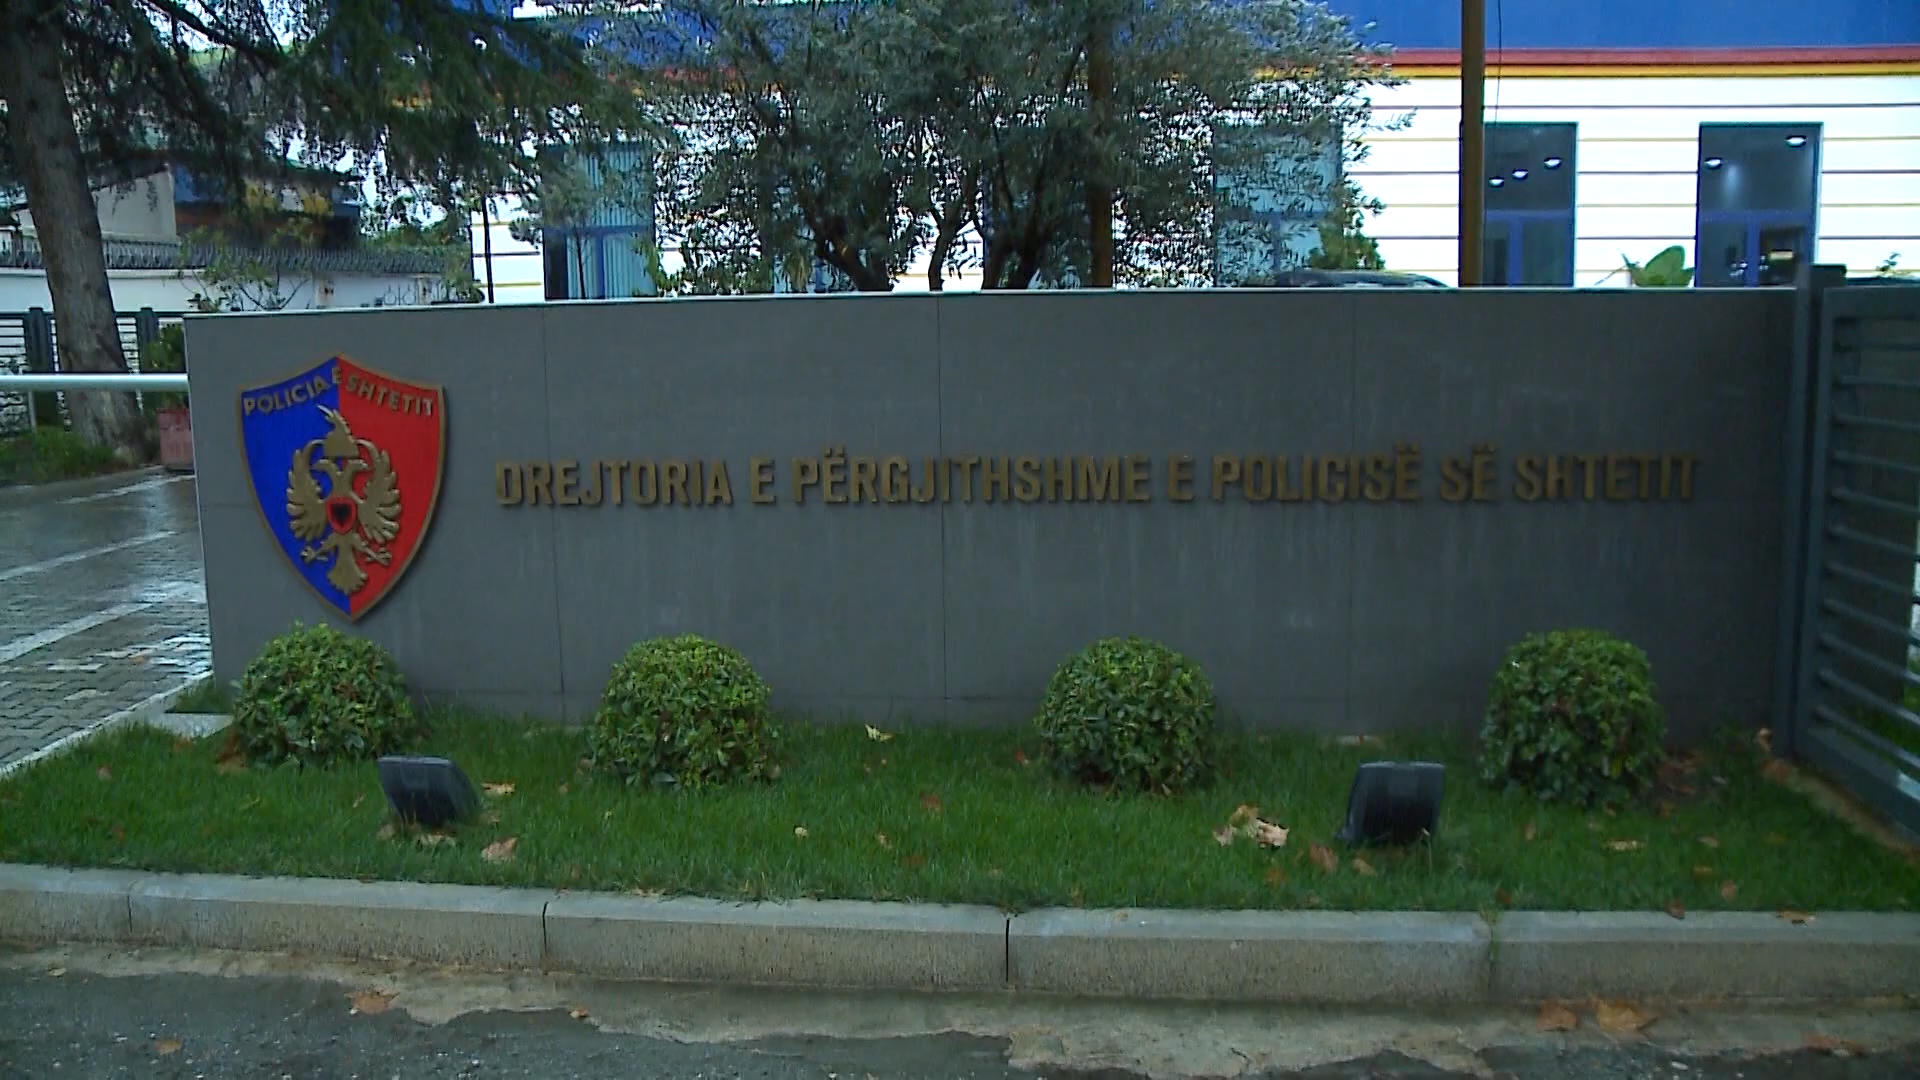 POLICIA E SHTETIT
DREJTORIA E PËRGJITHSHME E POLICISË SË SHTETIT